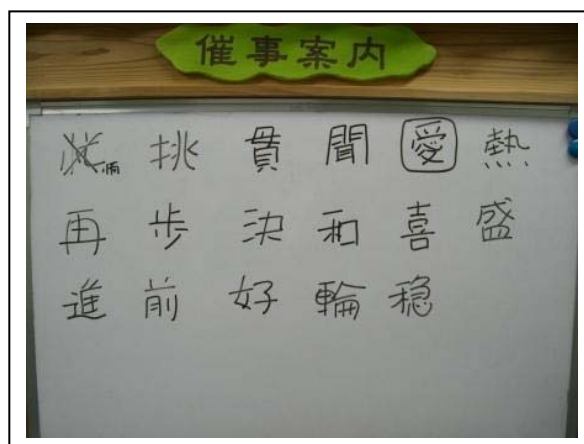 催事案内
挑 貫 聞 愛 熱
再 歩 決 和 喜 盛
進 前 好 輪 穏